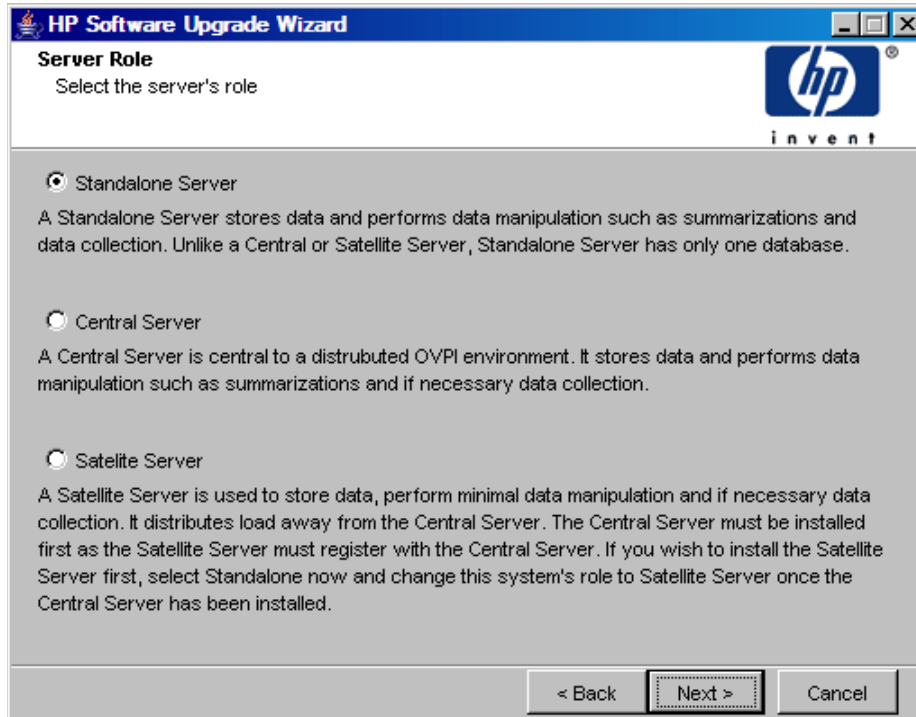 HP Software Upgrade Wizard
Server Role
Select the server's role
hp
®
invent
Standalone Server
A Standalone Server stores data and performs data manipulation such as summarizations and
data collection. Unlike a Central or Satellite Server, Standalone Server has only one database.
Central Server
A Central Server is central to a distrubuted OVPI environment. It stores data and performs data
manipulation such as summarizations and if necessary data collection.
Satelite Server
A Satellite Server is used to store data, perform minimal data manipulation and if necessary data
collection. It distributes load away from the Central Server. The Central Server must be installed
first as the Satellite Server must register with the Central Server. If you wish to install the Satellite
Server first, select Standalone now and change this system's role to Satellite Server once the
Central Server has been installed.
< Back Next > Cancel